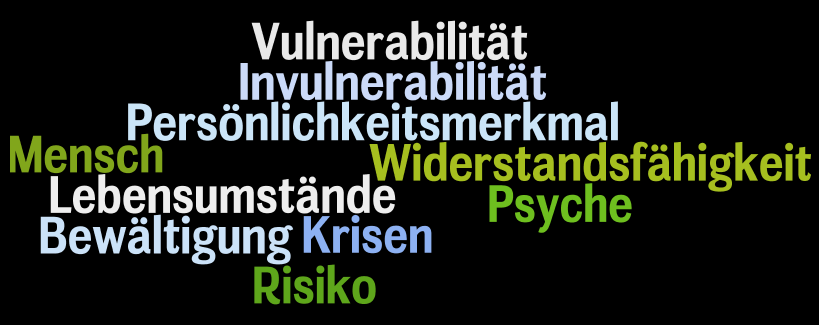 Vulnerabilität
Invulnerabilität
Persönlichkeitsmerkmal
Mensch
Widerstandsfähigkeit
Lebensumstände
Psyche
Bewältigung
Krisen
Risiko